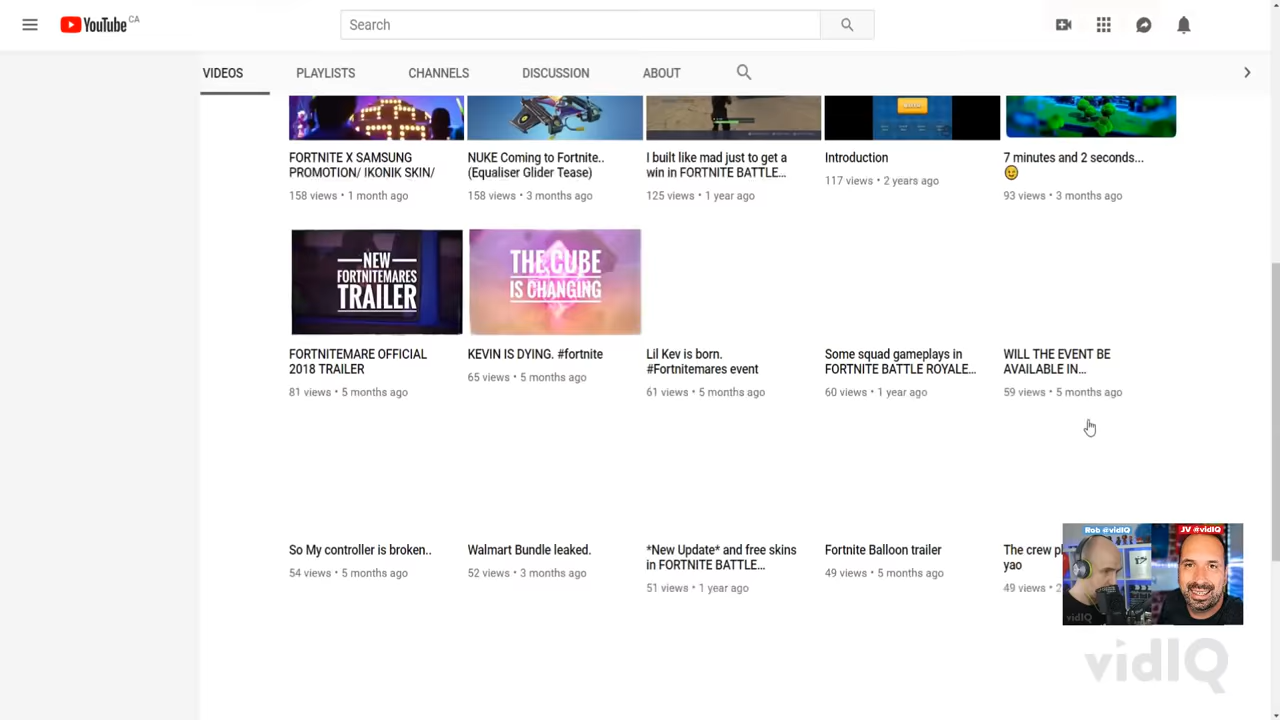 YouTube CA
Search
VIDEOS PLAYLISTS CHANNELS DISCUSSION ABOUT
FORTNITE X SAMSUNG
PROMOTION/ IKONIK SKIN/
158 views • 1 month ago
NUKE Coming to Fortnite..
(Equaliser Glider Tease)
158 views • 3 months ago
I built like mad just to get a
win in FORTNITE BATTLE...
125 views • 1 year ago
Introduction
117 views • 2 years ago
7 minutes and 2 seconds...
😉
93 views • 3 months ago
NEW
FORTNITEMARES
TRAILER
FORTNITEMARE OFFICIAL
2018 TRAILER
81 views • 5 months ago
THE CUBE
IS CHANGING
KEVIN IS DYING. #fortnite
65 views • 5 months ago
Lil Kev is born.
#Fortnitemares event
61 views • 5 months ago
Some squad gameplays in
FORTNITE BATTLE ROYALE...
60 views • 1 year ago
WILL THE EVENT BE
AVAILABLE IN...
59 views • 5 months ago
So My controller is broken..
54 views • 5 months ago
Walmart Bundle leaked.
52 views • 3 months ago
*New Update* and free skins
in FORTNITE BATTLE...
51 views • 1 year ago
Fortnite Balloon trailer
49 views • 5 months ago
The crew
yao
49 views •
Rob @vidIQ
JV @vidIQ
vidIQ
vidIQ